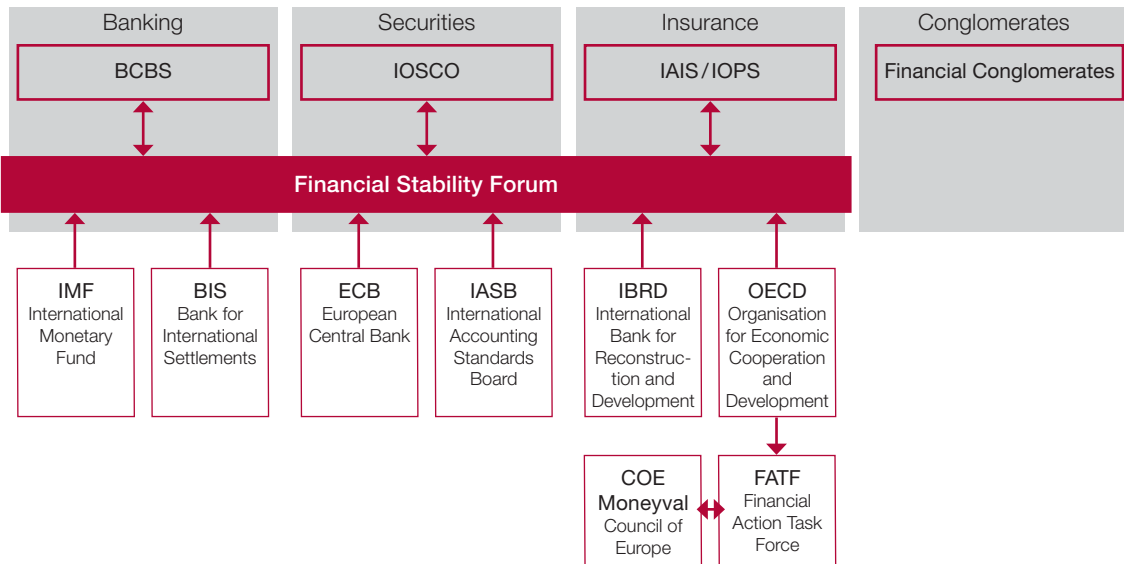 Banking
Securities
Insurance
Conglomerates
BCBS
IOSCO
IAIS/IOPS
Financial Conglomerates
Financial Stability Forum
IMF
International
Monetary
Fund
BIS
Bank for
International
Settlements
ECB
European
Central Bank
IASB
International
Accounting
Standards
Board
IBRD
International
Bank for
Reconstruc-
tion and
Development
OECD
Organisation
for Economic
Cooperation
and
Development
COE
Moneyval
Council of
Europe
FATF
Financial
Action Task
Force